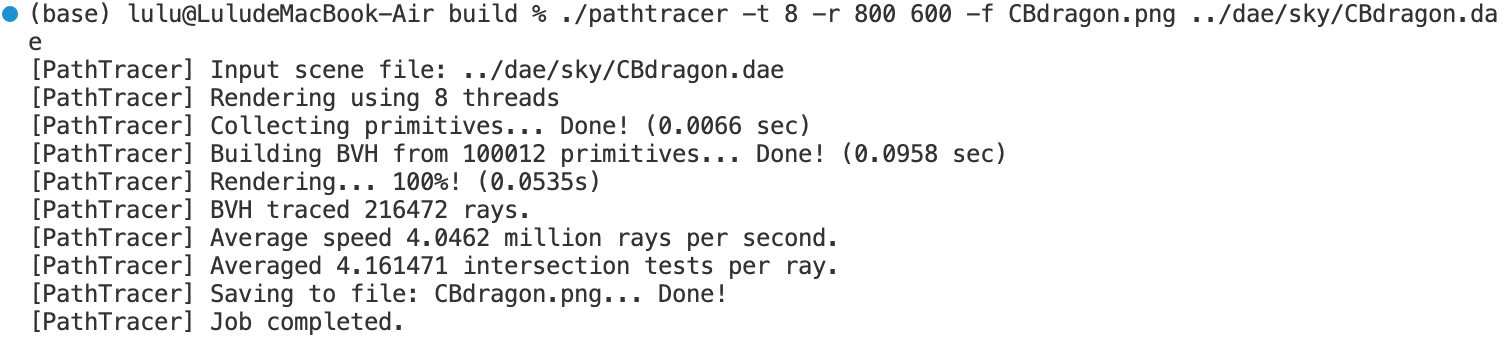 (base) lulu@LuludeMacBook-Air build % ./pathtracer -t 8 -r 800 600 -f CBdragon.png ../dae/sky/CBdragon.da
e
[PathTracer] Input scene file: ../dae/sky/CBdragon.dae
[PathTracer] Rendering using 8 threads
[PathTracer] Collecting primitives... Done! (0.0066 sec)
[PathTracer] Building BVH from 100012 primitives... Done! (0.0958 sec)
[PathTracer] Rendering... 100%! (0.0535s)
[PathTracer] BVH traced 216472 rays.
[PathTracer] Average speed 4.0462 million rays per second.
[PathTracer] Averaged 4.161471 intersection tests per ray.
[PathTracer] Saving to file: CBdragon.png... Done!
[PathTracer] Job completed.